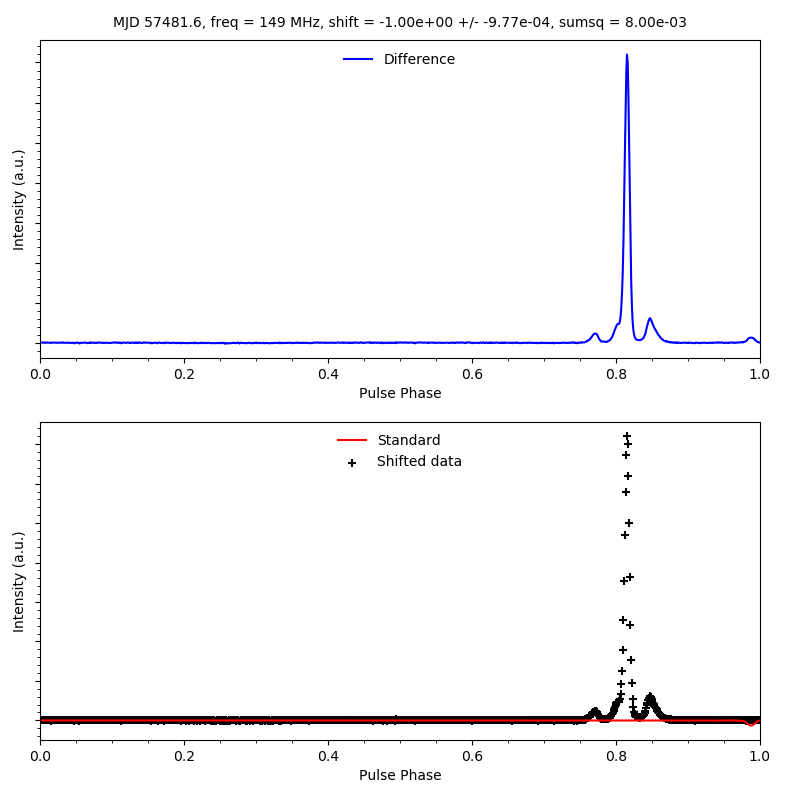 MJD 57481.6, freq = 149 MHz, shift = -1.00e+00 +/- -9.77e-04, sumsq = 8.00e-03
Difference
Intensity (a.u.)
0.0 0.2 0.4 0.6 0.8 1.0
Pulse Phase
Standard
Shifted data
Intensity (a.u.)
0.0 0.2 0.4 0.6 0.8 1.0
Pulse Phase